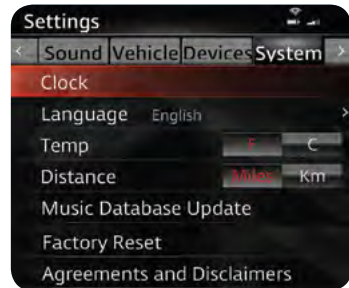 Settings
Sound Vehicle Devices System
Clock
Language English
Temp F C
Distance Miles Km
Music Database Update
Factory Reset
Agreements and Disclaimers